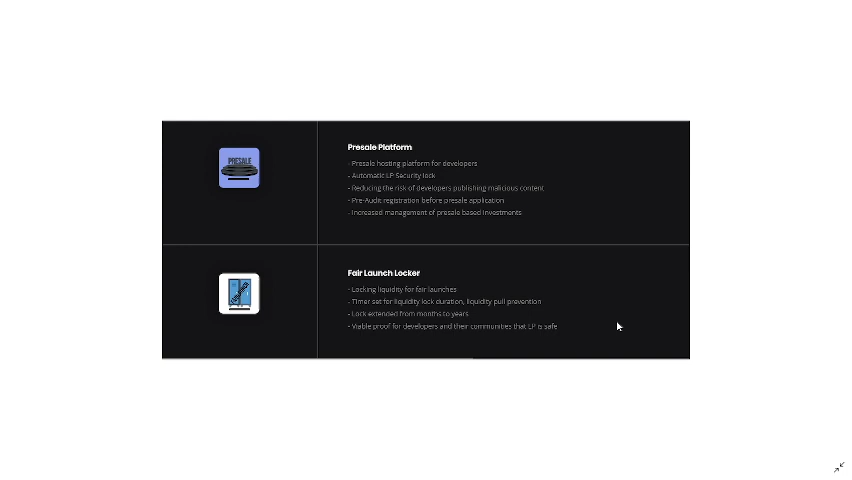 PRESALE
Presale Platform
- Presale hosting platform for developers
- Automatic LP Security lock
- Reducing the risk of developers publishing malicious content
- Pre-Audit registration before presale application
- Increased management of presale based investments
Fair Launch Locker
- Locking liquidity for fair launches
- Timer set for liquidity lock duration, liquidity pull prevention
- Lock extended from months to years
- Viable proof for developers and their communities that LP is safe